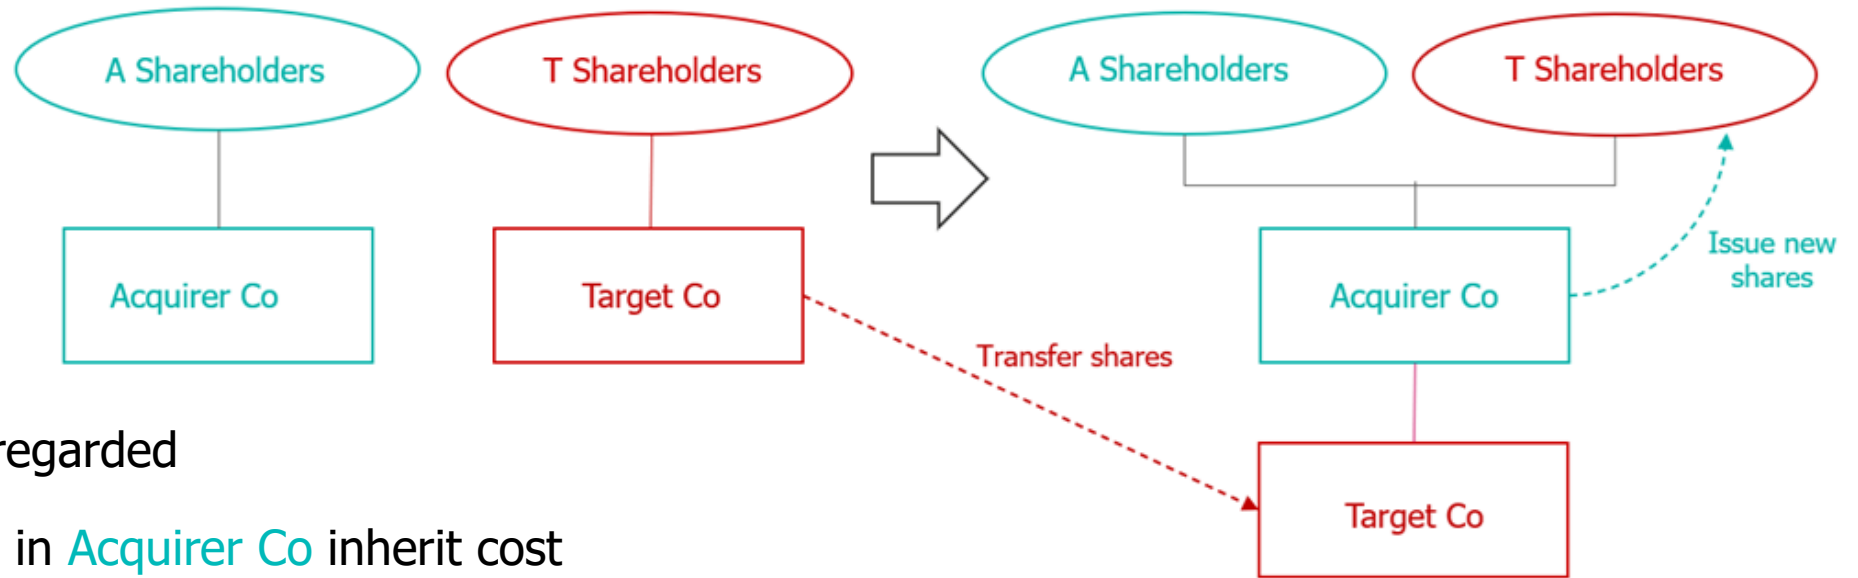 A Shareholders
T Shareholders
A Shareholders
T Shareholders
Acquirer Co
Target Co
Acquirer Co
Issue new
shares
Transfer shares
regarded
Target Co
in Acquirer Co inherit cost